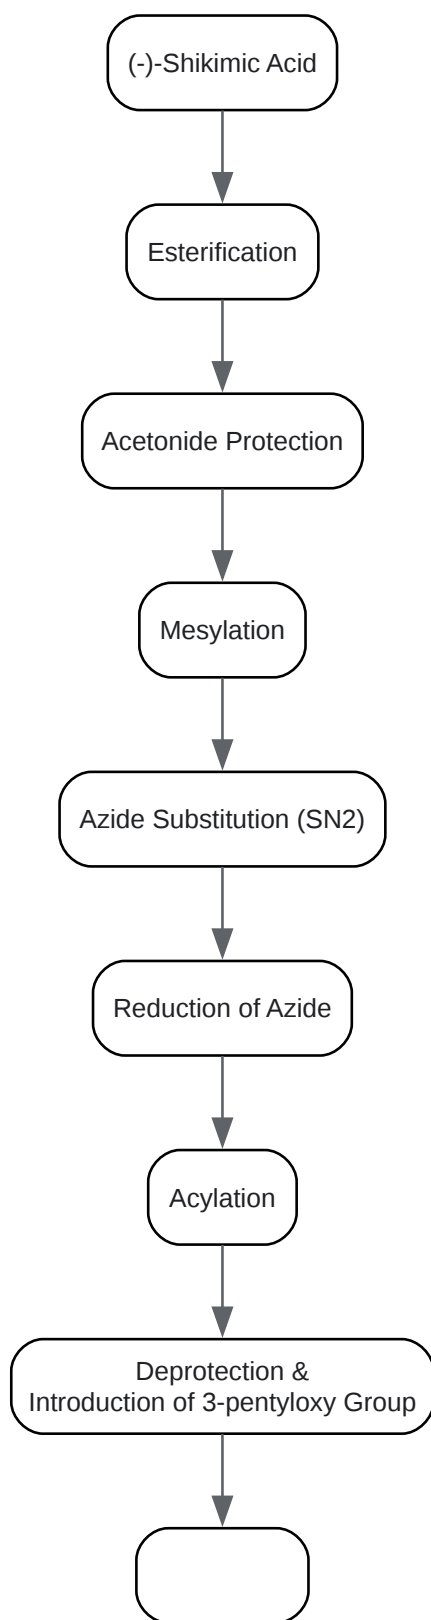 (-)-Shikimic Acid
Esterification
Acetonide Protection
Mesylation
Azide Substitution (SN2)
Reduction of Azide
Acylation
Deprotection &
Introduction of 3-pentyloxy Group